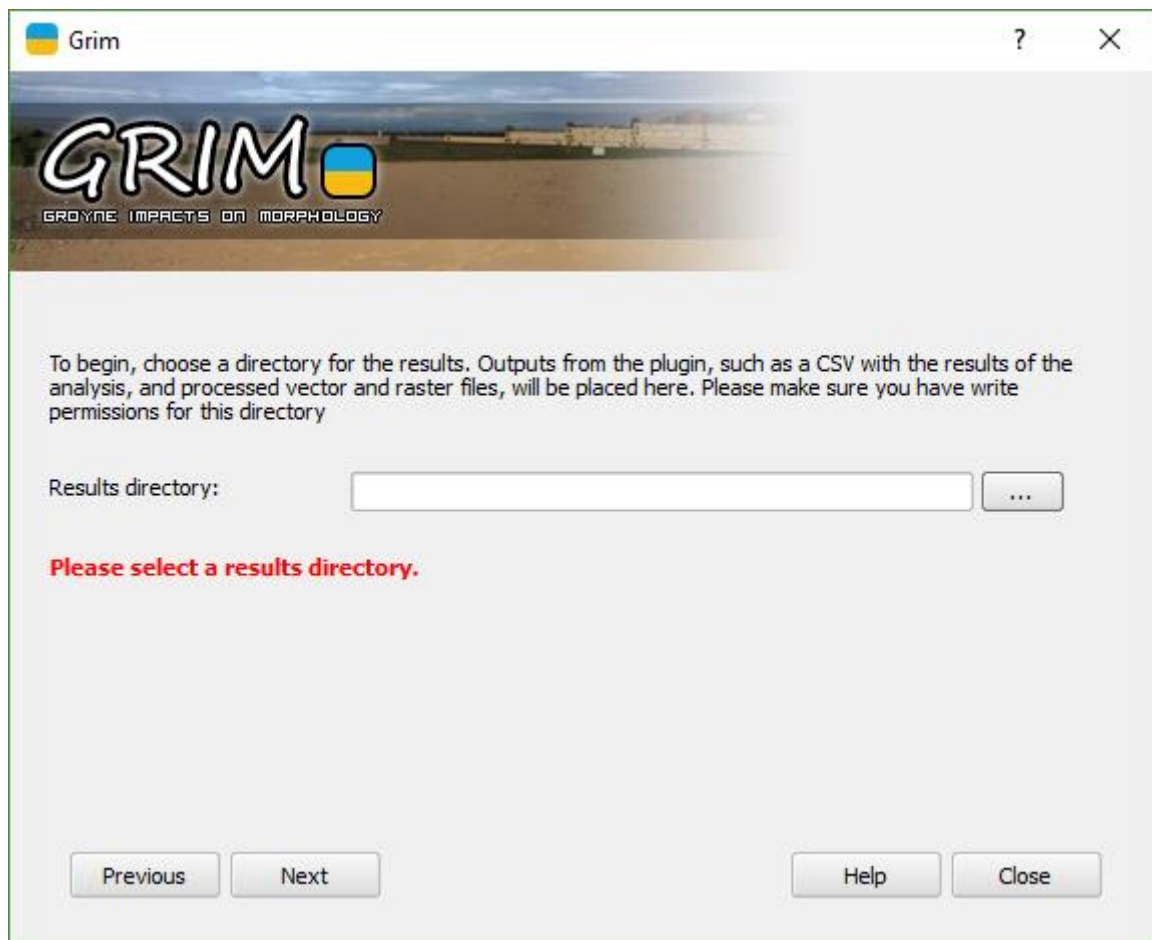 Grim
?
GRIM
GROYNE IMPACTS ON MORPHOLOGY
To begin, choose a directory for the results. Outputs from the plugin, such as a CSV with the results of the
analysis, and processed vector and raster files, will be placed here. Please make sure you have write
permissions for this directory
Results directory:
...
Please select a results directory.
Previous
Next
Help
Close